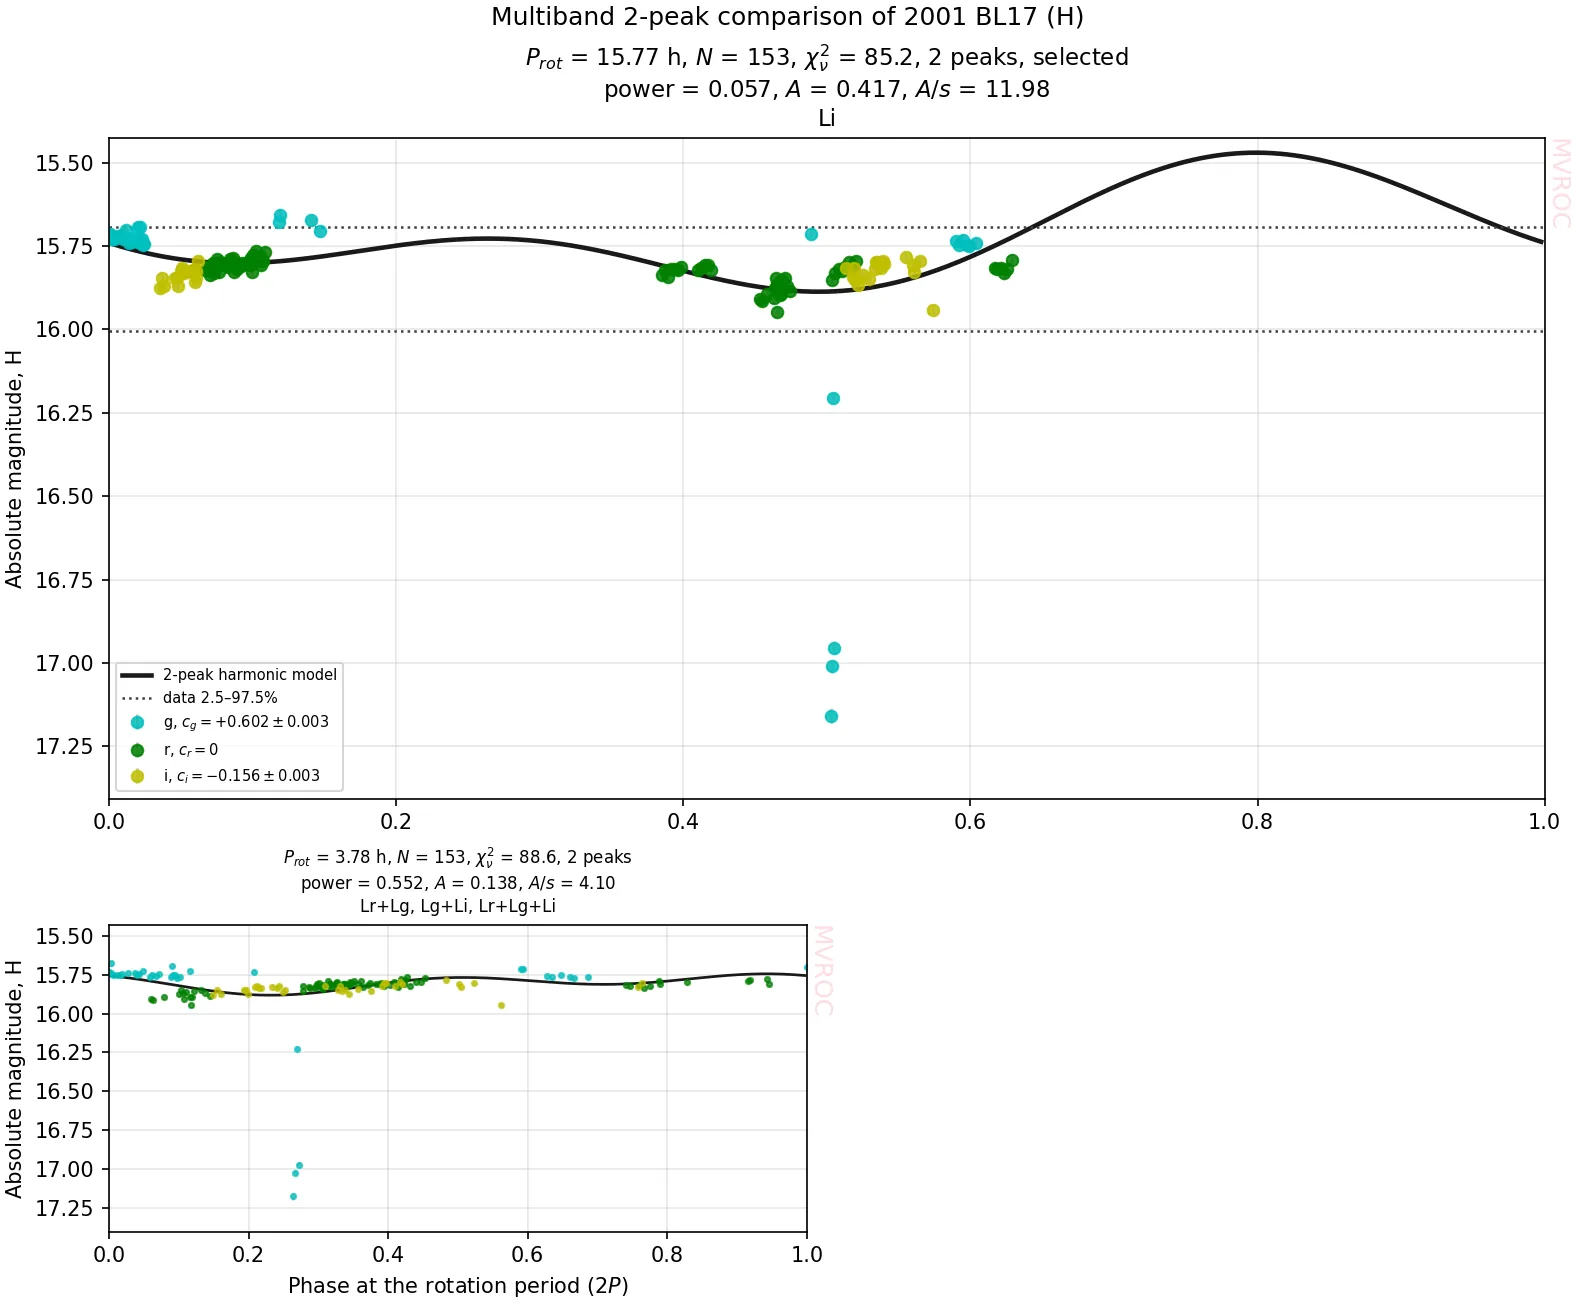 Multiband 2-peak comparison of 2001 BL17 (H)
P_rot = 15.77 h, N = 153, χ²_ν = 85.2, 2 peaks, selected
power = 0.057, A = 0.417, A/s = 11.98
Li
MVROC
Absolute magnitude, H
15.50
15.75
16.00
16.25
16.50
16.75
17.00
17.25
2-peak harmonic model
data 2.5–97.5%
g, c_g = +0.602 ± 0.003
r, c_r = 0
i, c_i = −0.156 ± 0.003
0.0 0.2 0.4 0.6 0.8 1.0
P_rot = 3.78 h, N = 153, χ²_ν = 88.6, 2 peaks
power = 0.552, A = 0.138, A/s = 4.10
Lr+Lg, Lg+Li, Lr+Lg+Li
MVROC
Absolute magnitude, H
15.50
15.75
16.00
16.25
16.50
16.75
17.00
17.25
0.0 0.2 0.4 0.6 0.8 1.0
Phase at the rotation period (2P)